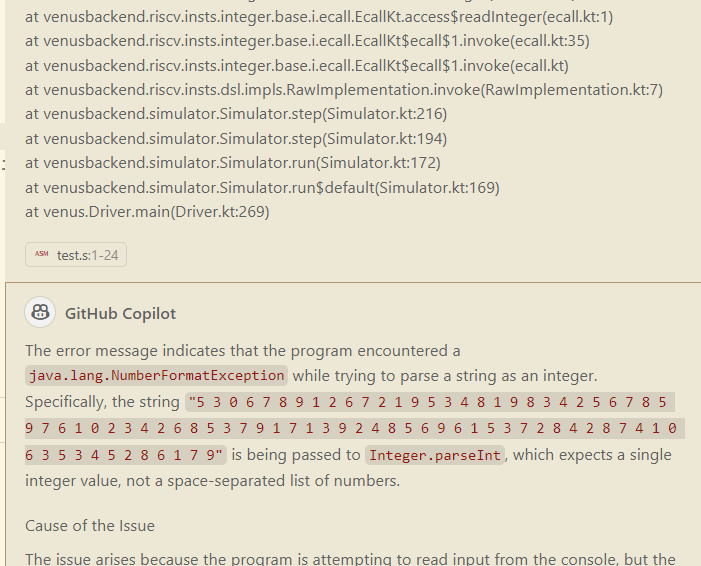 at venusbackend.riscv.insts.integer.base.i.ecall.EcallKt.access$readInteger(ecall.kt:1)
at venusbackend.riscv.insts.integer.base.i.ecall.EcallKt$ecall$1.invoke(ecall.kt:35)
at venusbackend.riscv.insts.integer.base.i.ecall.EcallKt$ecall$1.invoke(ecall.kt)
at venusbackend.riscv.insts.dsl.impls.RawImplementation.invoke(RawImplementation.kt:7)
at venusbackend.simulator.Simulator.step(Simulator.kt:216)
at venusbackend.simulator.Simulator.step(Simulator.kt:194)
at venusbackend.simulator.Simulator.run(Simulator.kt:172)
at venusbackend.simulator.Simulator.run$default(Simulator.kt:169)
at venus.Driver.main(Driver.kt:269)
ASM test.s:1-24
GitHub Copilot
The error message indicates that the program encountered a
java.lang.NumberFormatException while trying to parse a string as an integer.
Specifically, the string "5 3 0 6 7 8 9 1 2 6 7 2 1 9 5 3 4 8 1 9 8 3 4 2 5 6 7 8 5
9 7 6 1 0 2 3 4 2 6 8 5 3 7 9 1 7 1 3 9 2 4 8 5 6 9 6 1 5 3 7 2 8 4 2 8 7 4 1 0
6 3 5 3 4 5 2 8 6 1 7 9" is being passed to Integer.parseInt, which expects a single
integer value, not a space-separated list of numbers.
Cause of the Issue
The issue arises because the program is attempting to read input from the console, but the